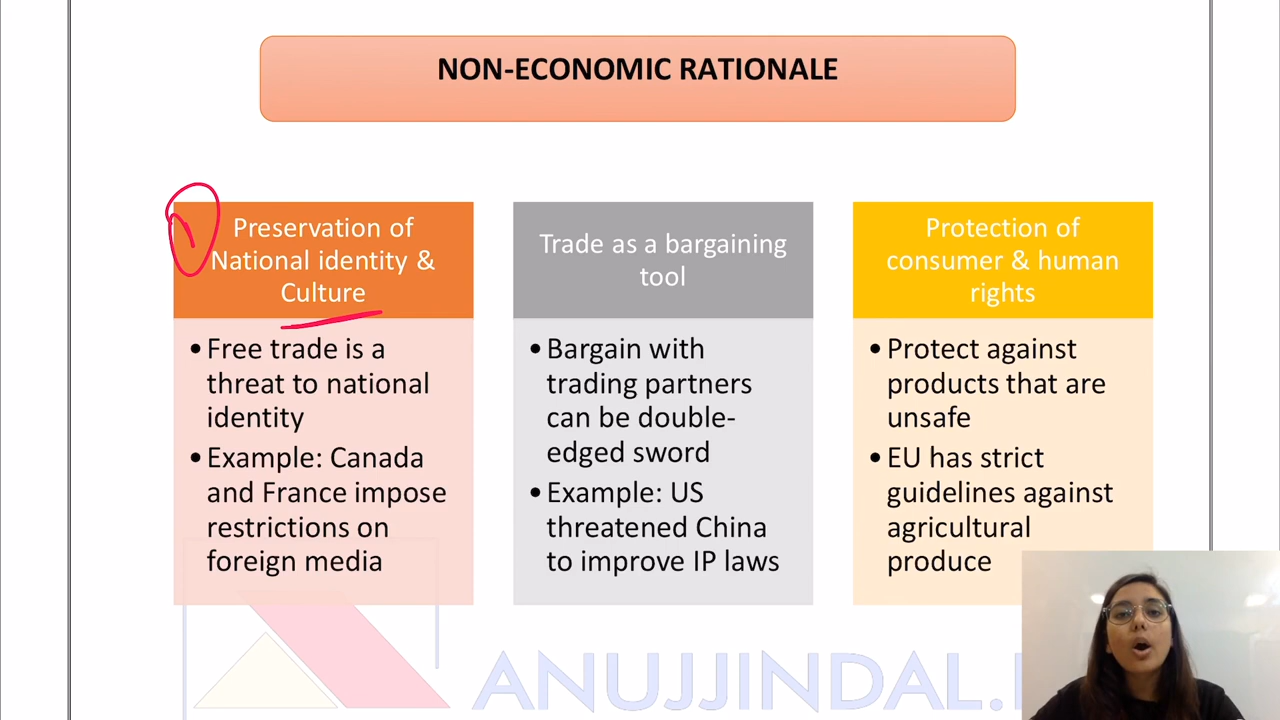 NON-ECONOMIC RATIONALE
Preservation of
National identity &
Culture
•Free trade is a
threat to national
identity
•Example: Canada
and France impose
restrictions on
foreign media
Trade as a bargaining
tool
•Bargain with
trading partners
can be double-
edged sword
•Example: US
threatened China
to improve IP laws
Protection of
consumer & human
rights
•Protect against
products that are
unsafe
•EU has strict
guidelines against
agricultural
produce
ANUJJINDAL.